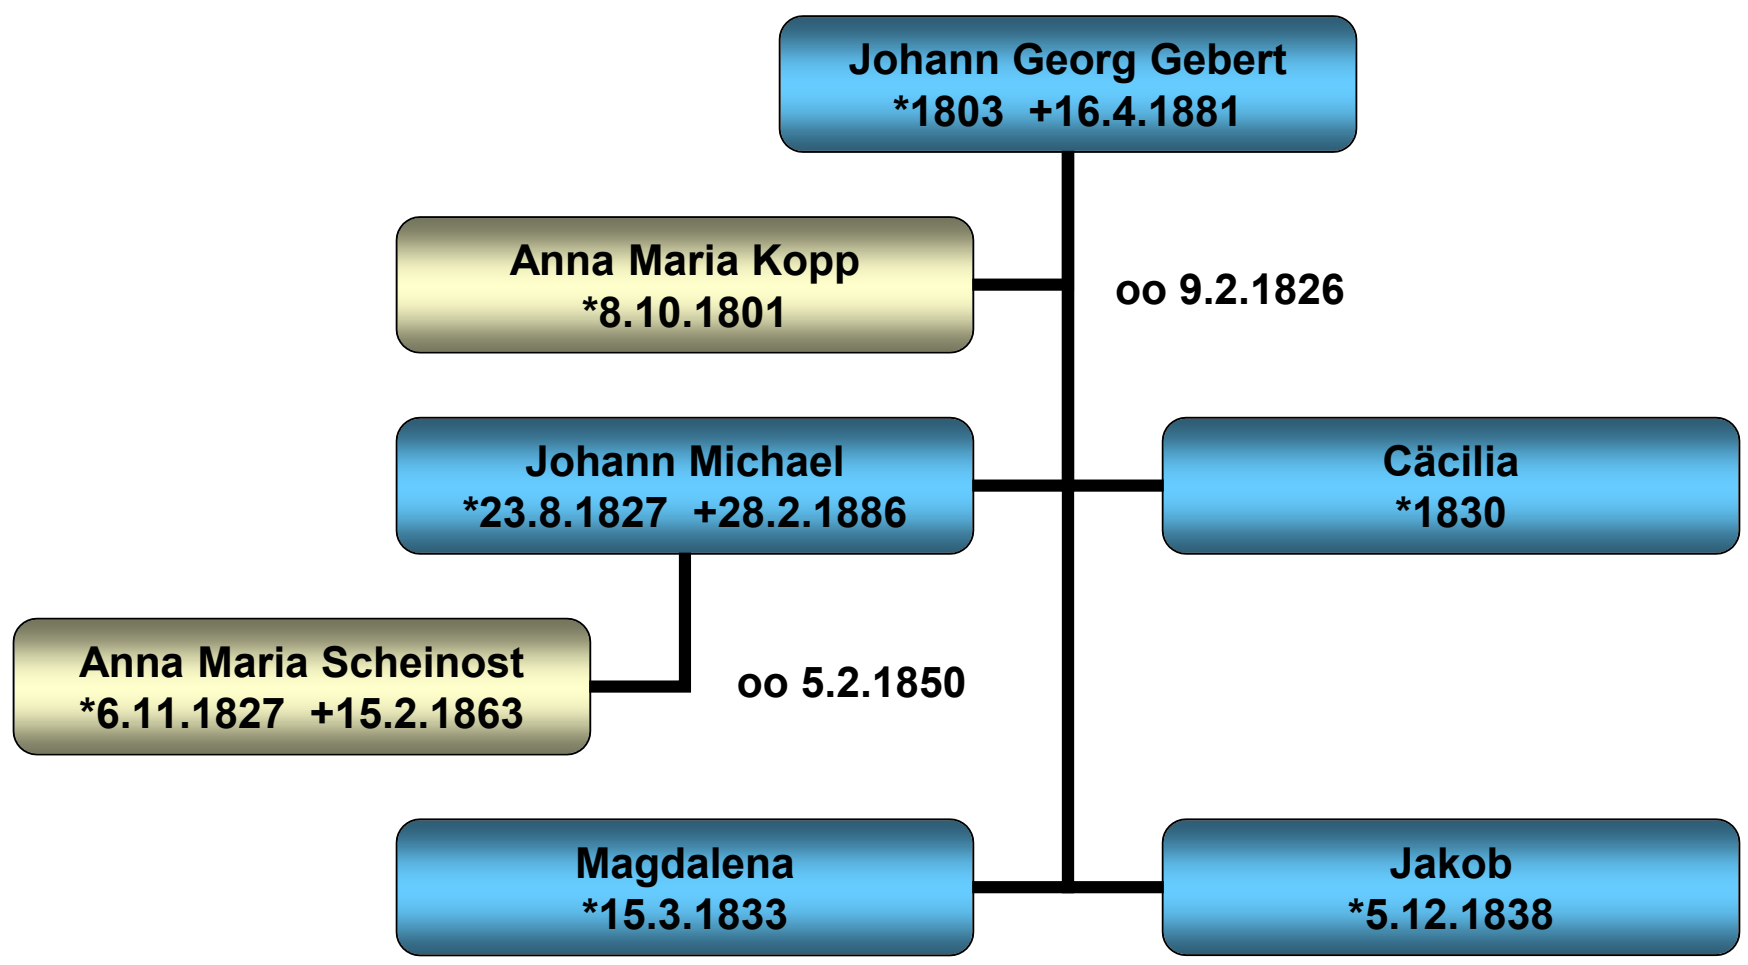 Johann Georg Gebert
*1803 +16.4.1881
Anna Maria Kopp
*8.10.1801
oo 9.2.1826
Johann Michael
*23.8.1827 +28.2.1886
Cäcilia
*1830
Anna Maria Scheinost
*6.11.1827 +15.2.1863
oo 5.2.1850
Magdalena
*15.3.1833
Jakob
*5.12.1838